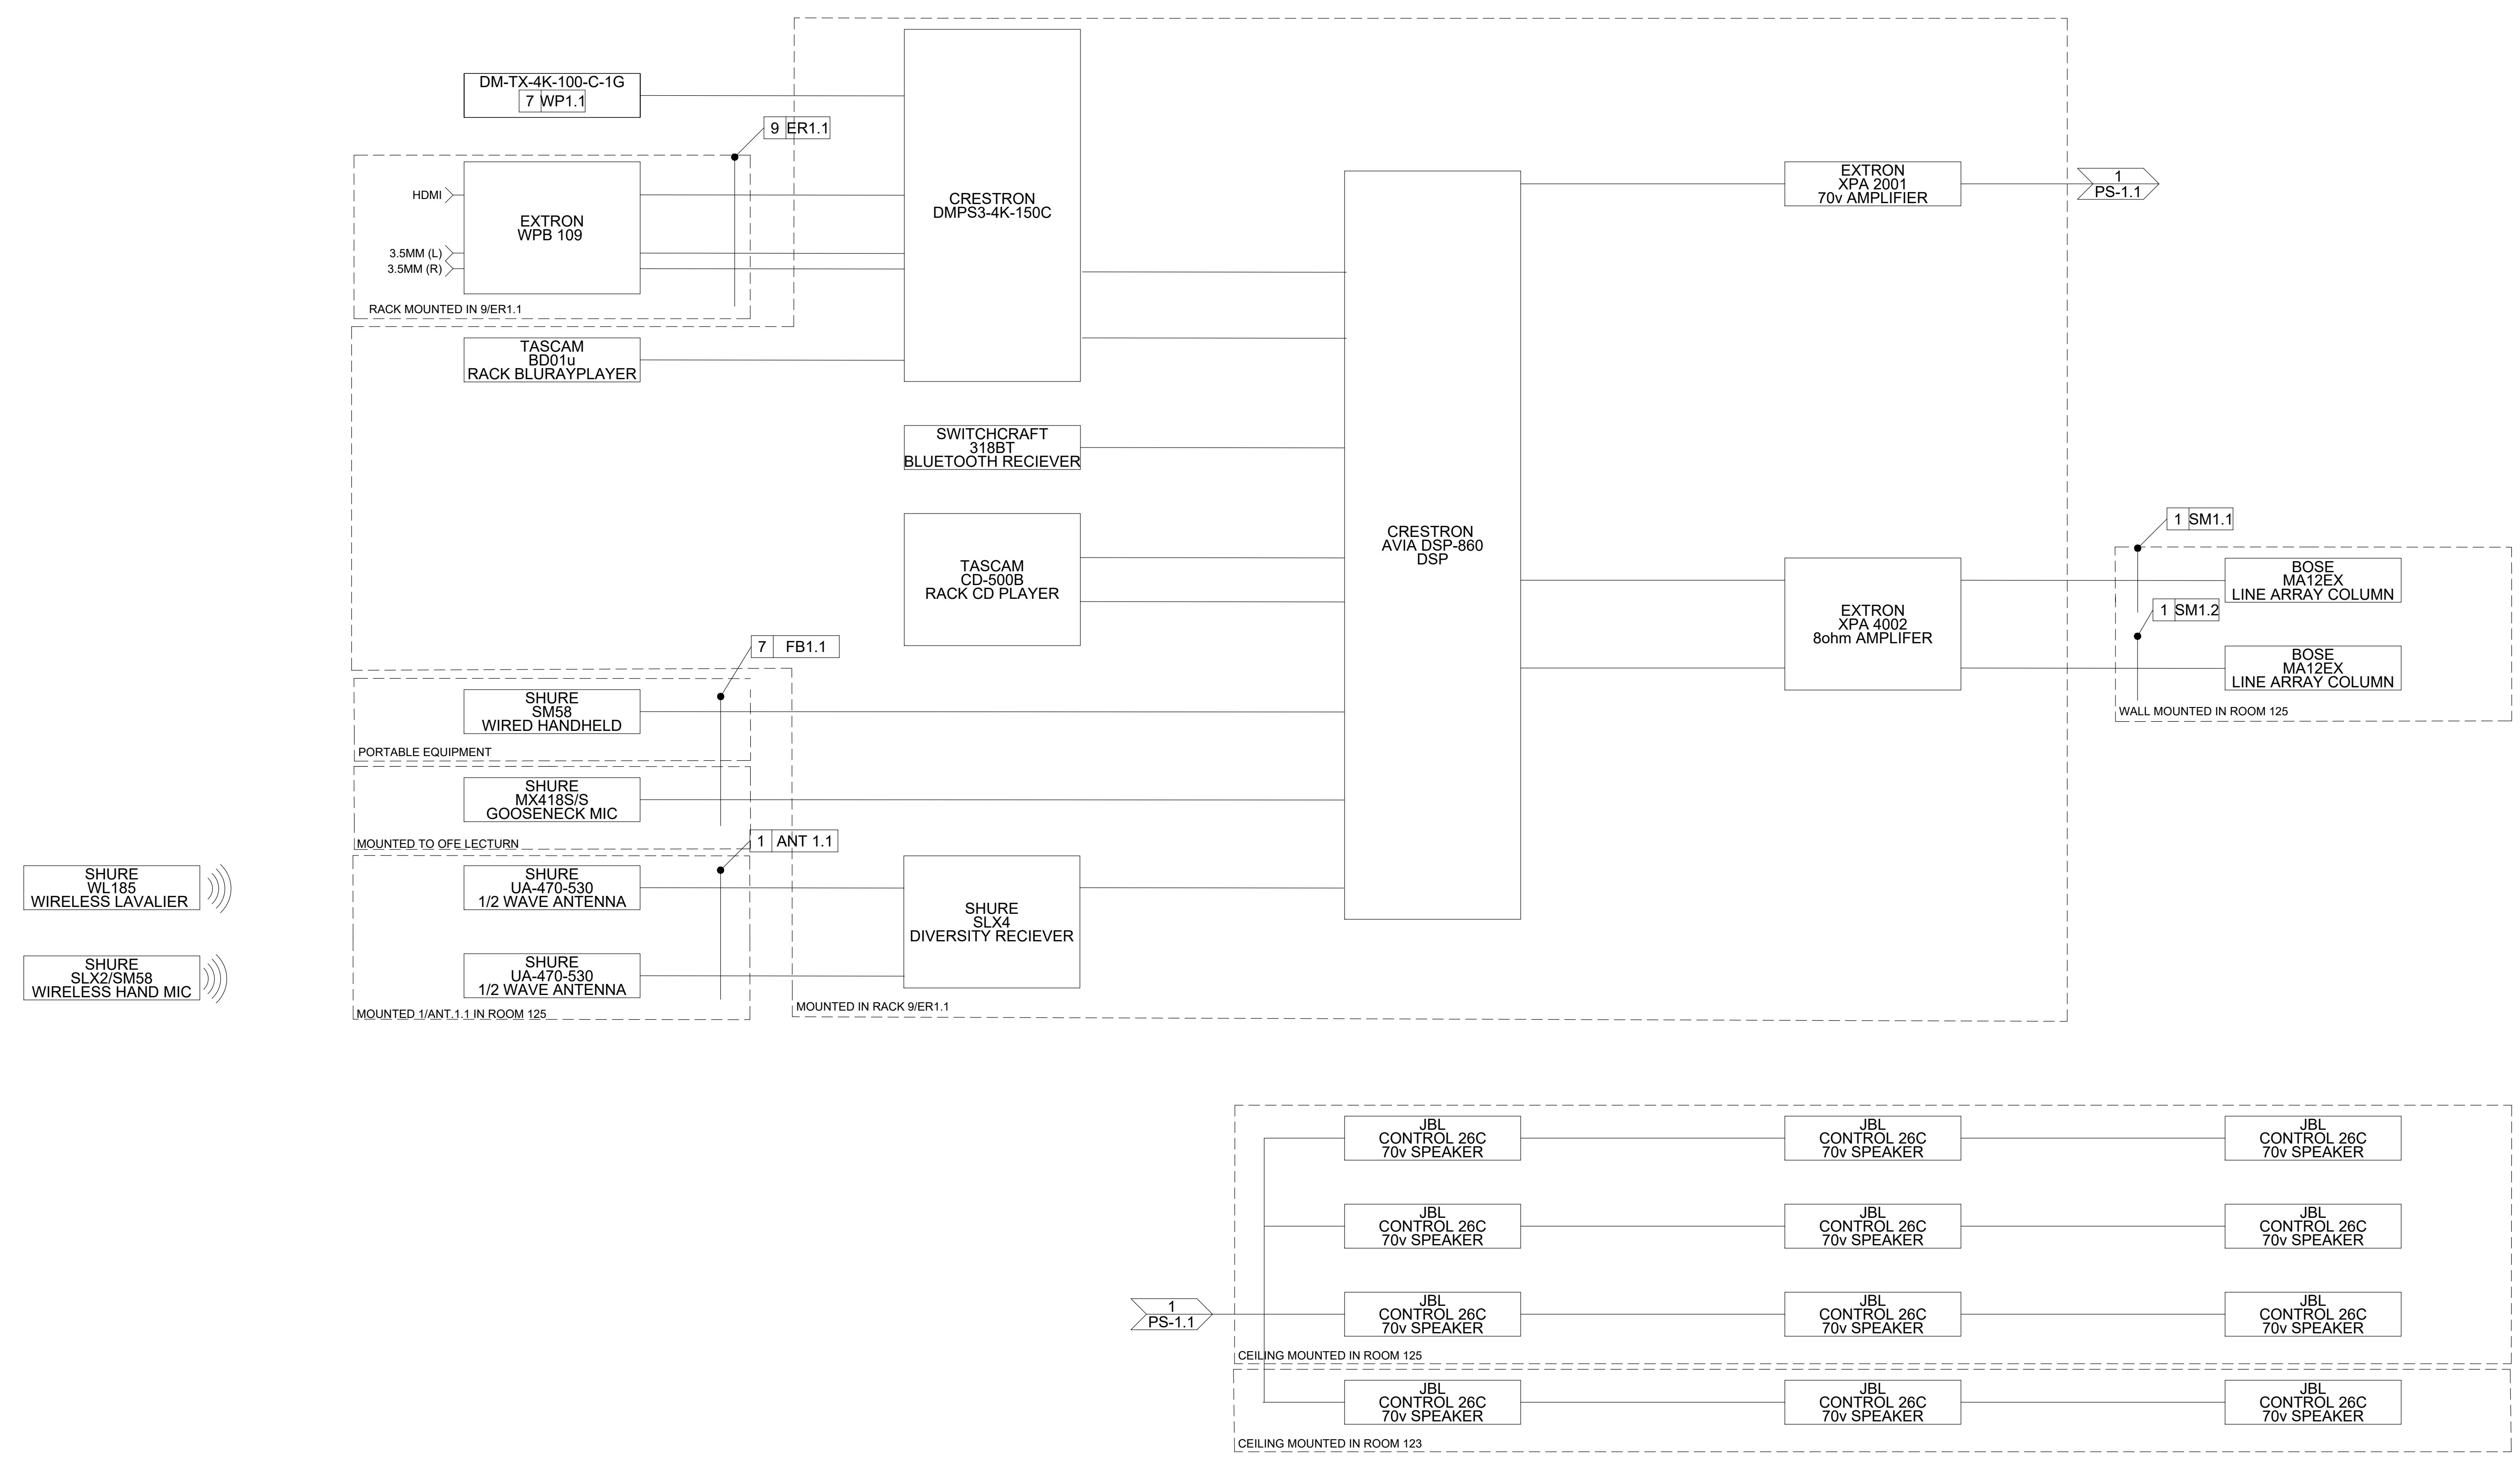 DM-TX-4K-100-C-1G
7 WP1.1
9 ER1.1
HDMI
EXTRON
WPB 109
3.5MM (L)
3.5MM (R)
RACK MOUNTED IN 9/ER1.1
CRESTRON
DMPS3-4K-150C
EXTRON
XPA 2001
70v AMPLIFIER
1
PS-1.1
TASCAM
BD01u
RACK BLURAYPLAYER
SWITCHCRAFT
318BT
BLUETOOTH RECIEVER
TASCAM
CD-500B
RACK CD PLAYER
CRESTRON
AVIA DSP-860
DSP
EXTRON
XPA 4002
8ohm AMPLIFER
1 SM1.1
BOSE
MA12EX
LINE ARRAY COLUMN
1 SM1.2
BOSE
MA12EX
LINE ARRAY COLUMN
WALL MOUNTED IN ROOM 125
7 FB1.1
SHURE
SM58
WIRED HANDHELD
PORTABLE EQUIPMENT
SHURE
MX418S/S
GOOSENECK MIC
MOUNTED TO OFE LECTURN
1 ANT 1.1
SHURE
WL185
WIRELESS LAVALIER
SHURE
UA-470-530
1/2 WAVE ANTENNA
SHURE
SLX4
DIVERSITY RECIEVER
SHURE
SLX2/SM58
WIRELESS HAND MIC
SHURE
UA-470-530
1/2 WAVE ANTENNA
MOUNTED 1/ANT.1.1 IN ROOM 125
MOUNTED IN RACK 9/ER1.1
JBL
CONTROL 26C
70v SPEAKER
JBL
CONTROL 26C
70v SPEAKER
JBL
CONTROL 26C
70v SPEAKER
JBL
CONTROL 26C
70v SPEAKER
JBL
CONTROL 26C
70v SPEAKER
JBL
CONTROL 26C
70v SPEAKER
1
PS-1.1
JBL
CONTROL 26C
70v SPEAKER
JBL
CONTROL 26C
70v SPEAKER
JBL
CONTROL 26C
70v SPEAKER
CEILING MOUNTED IN ROOM 125
JBL
CONTROL 26C
70v SPEAKER
JBL
CONTROL 26C
70v SPEAKER
JBL
CONTROL 26C
70v SPEAKER
CEILING MOUNTED IN ROOM 123